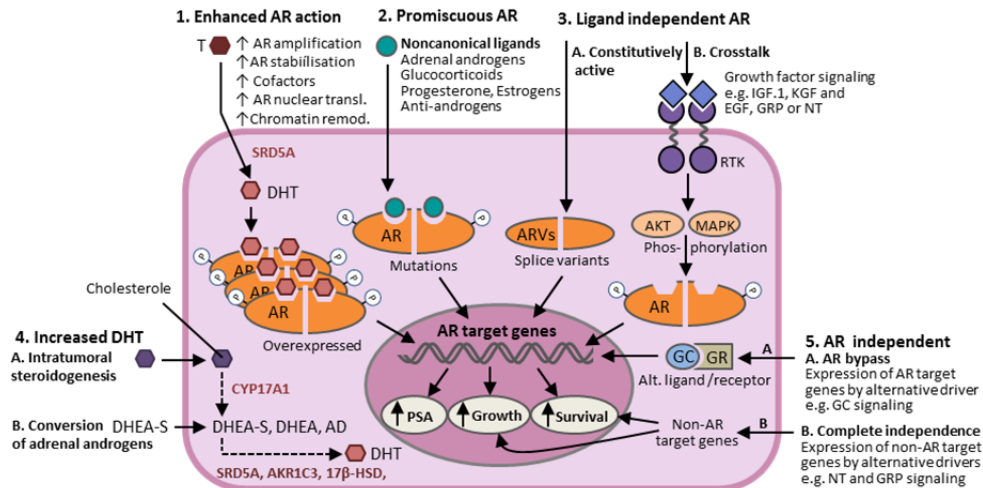 1. Enhanced AR action
T
↑ AR amplification
↑AR stabiilisation
↑ Cofactors
↑ AR nuclear transl.
↑Chromatin remod.
2. Promiscuous AR
Noncanonical ligands
Adrenal androgens
Glucocorticoids
Progesterone, Estrogens
Anti-androgens
3. Ligand independent AR
A. Constitutively
active
B. Crosstalk
Growth factor signaling
e.g. IGF.1, KGF and
EGF, GRP or NT
RTK
SRD5A
DHT
P
P
AR
Mutations
ARVs
Splice variants
AKT
MAPK
Phos-
phorylation
P
P
AR
P
P
AR
P
P
AR
P
P
AR
Overexpressed
Cholesterole
4. Increased DHT
A. Intratumoral
steroidogenesis
CYP17A1
B. Conversion
of adrenal androgens
DHEA-S
DHEA-S, DHEA, AD
DHT
SRD5A, AKR1C3, 17β-HSD,
AR target genes
↑PSA
↑Growth
↑Survival
GC
GR
Alt. ligand/receptor
Non-AR
target genes
A
B
5. AR independent
A. AR bypass
Expression of AR target
genes by alternative driver
e.g. GC signaling
B. Complete independence
Expression of non-AR target
genes by alternative drivers
e.g. NT and GRP signaling